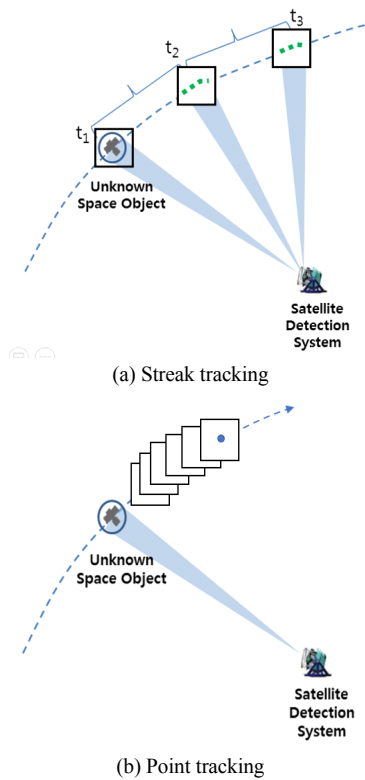 t3
t2
t1
Unknown
Space Object
Satellite
Detection
System
(a) Streak tracking
Unknown
Space Object
Satellite
Detection
System
(b) Point tracking